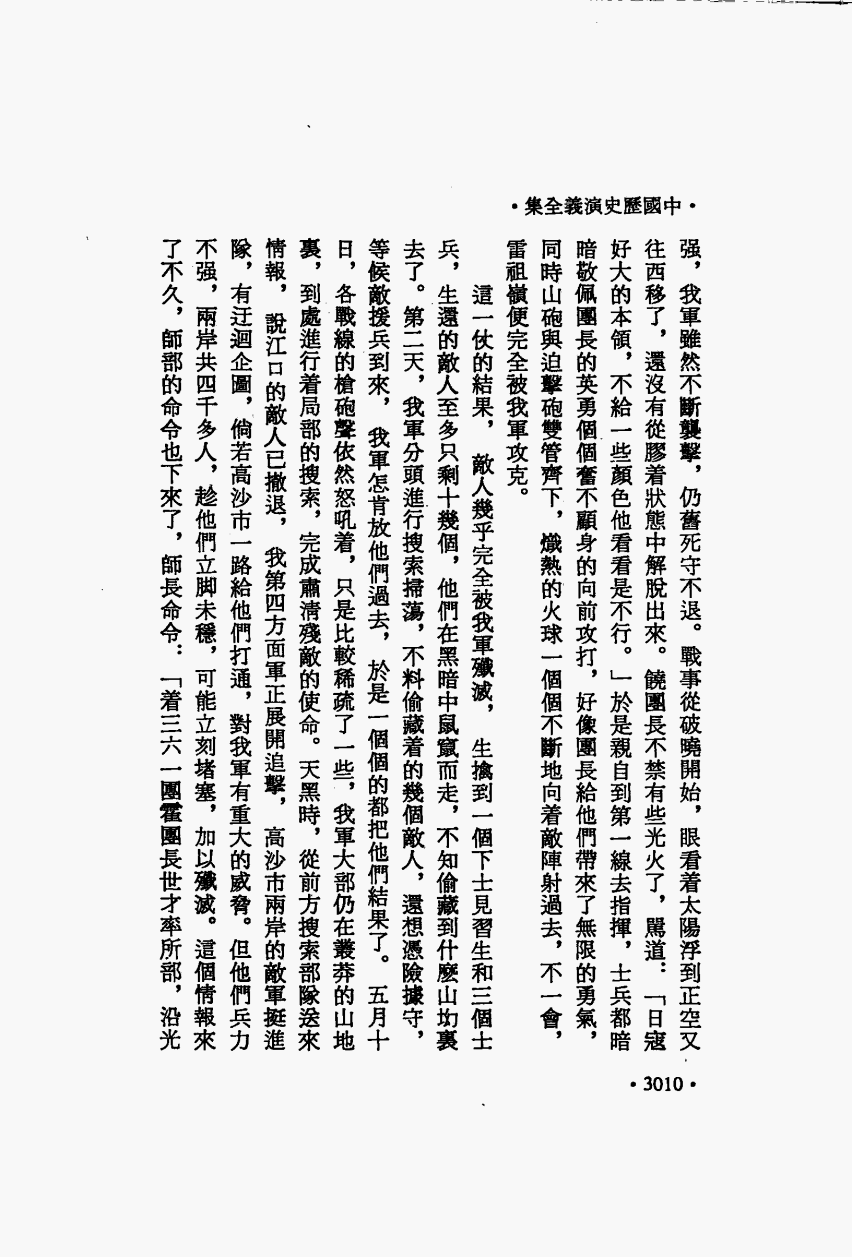 •中國歷史演義全集•
强，我軍雖然不斷襲擊，仍舊死守不退。戰事從破曉開始，眼看着太陽浮到正空又
往西移了，還沒有從膠着狀態中解脫出來。饒團長不禁有些光火了，駡道：「日寇
好大的本領，不給一些顏色他看看是不行。」於是親自到第一線去指揮，士兵都暗
暗敬佩團長的英勇個個奮不顧身的向前攻打，好像團長給他們帶來了無限的勇氣，
同時山砲與迫擊砲雙管齊下，熾熱的火球一個個不斷地向着敵陣射過去，不一會，
雷祖嶺便完全被我軍攻克。
這一仗的結果，敵人幾乎完全被我軍殲滅，生擒到一個下士見習生和三個士
兵，生還的敵人至多只剩十幾個，他們在黑暗中鼠竄而走，不知偷藏到什麽山圽裏
去了。第二天，我軍分頭進行搜索掃蕩，不料偷藏着的幾個敵人，還想憑險據守，
等候敵援兵到來，我軍怎肯放他們過去，於是一個個的都把他們結果了。五月十
日，各戰線的槍砲聲依然怒吼着，只是比較稀疏了一些，我軍大部仍在叢莽的山地
裏，到處進行着局部的搜索，完成肅清殘敵的使命。天黑時，從前方搜索部隊送來
情報，說江口的敵人已撤退，我第四方面軍正展開追擊，高沙市兩岸的敵軍挺進
隊，有迂迴企圖，倘若高沙市一路給他們打通，對我軍有重大的威脅。但他們兵力
不强，兩岸共四千多人，趁他們立脚未穩，可能立刻堵塞，加以殲滅。這個情報來
了不久，師部的命令也下來了，師長命令：「着三六一團霍團長世才率所部，沿光
•3010•